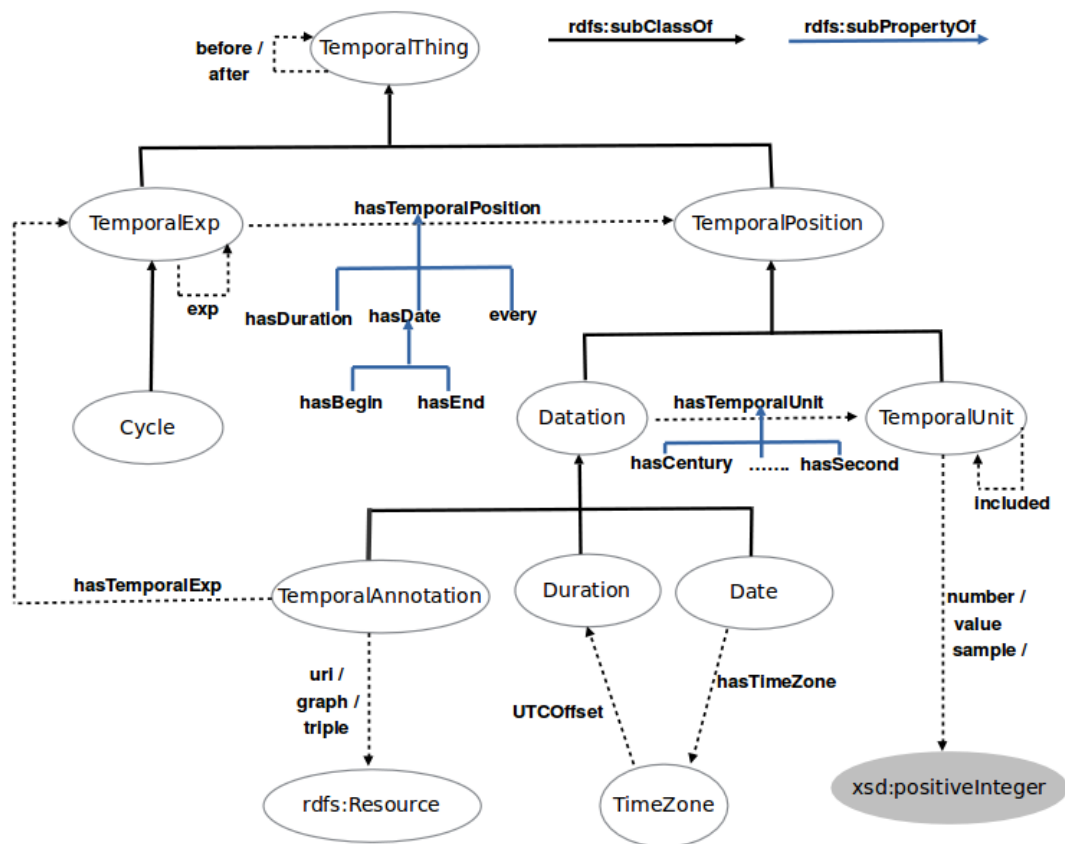 rdfs:subClassOf
rdfs:subPropertyOf
before /
after
TemporalThing
TemporalExp
hasTemporalPosition
TemporalPosition
exp
hasDuration
hasDate
every
hasBegin
hasEnd
Cycle
Datation
hasTemporalUnit
TemporalUnit
hasCentury
.......
hasSecond
included
hasTemporalExp
TemporalAnnotation
Duration
Date
number /
value
sample /
uri /
graph /
triple
UTCOffset
hasTimeZone
rdfs:Resource
TimeZone
xsd:positiveInteger